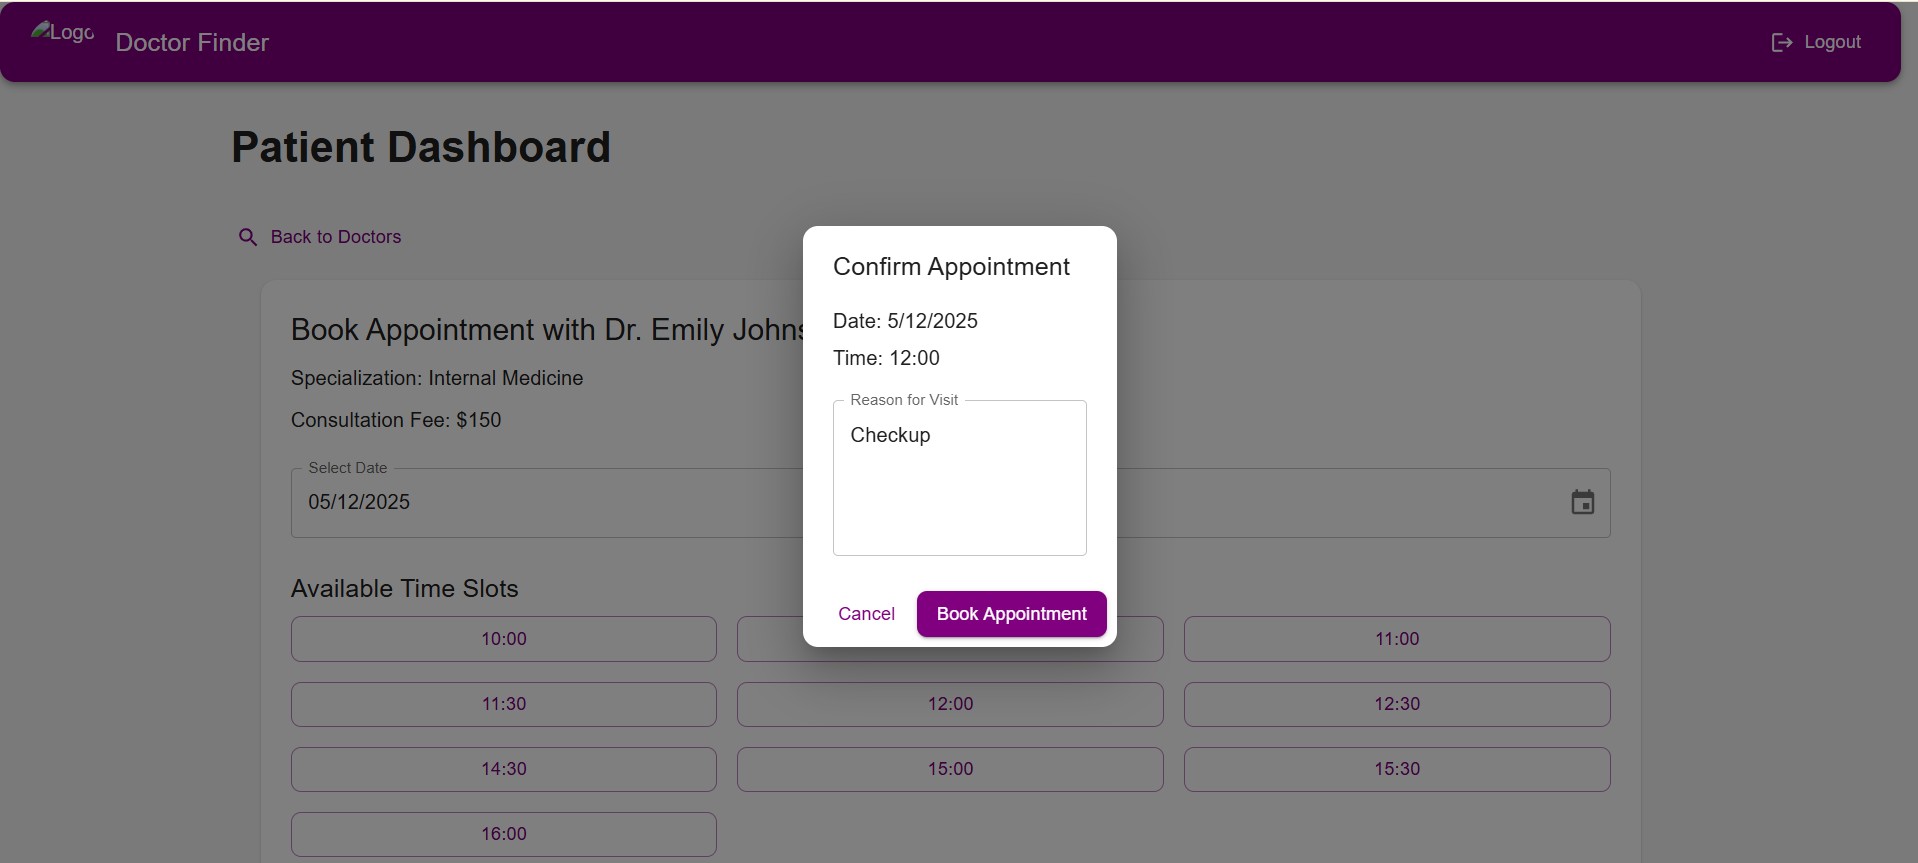 Logo
Doctor Finder
Logout
Patient Dashboard
Back to Doctors
Book Appointment with Dr. Emily
Specialization: Internal Medicine
Consultation Fee: $150
Select Date
05/12/2025
Available Time Slots
10:00
11:00
11:30
12:00
12:30
14:30
15:00
15:30
16:00
Confirm Appointment
Date: 5/12/2025
Time: 12:00
Reason for Visit
Checkup
Cancel
Book Appointment